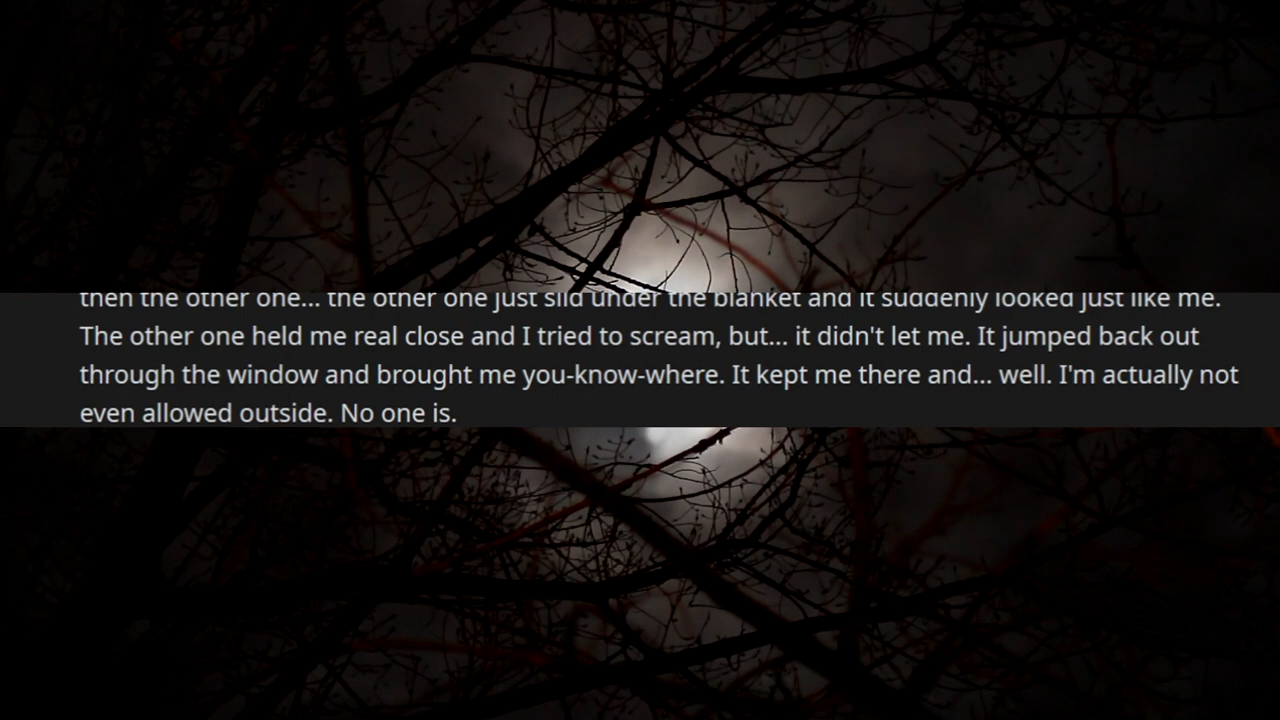 then the other one... the other one just slid under the blanket and it suddenly looked just like me.
The other one held me real close and I tried to scream, but... it didn't let me. It jumped back out
through the window and brought me you-know-where. It kept me there and... well. I'm actually not
even allowed outside. No one is.